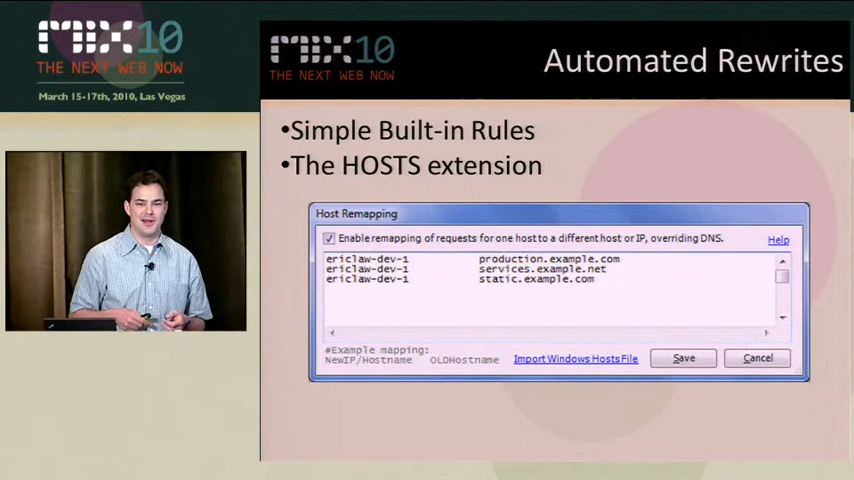 MIX10
THE NEXT WEB NOW
March 15-17th, 2010, Las Vegas
MIX10
THE NEXT WEB NOW
Automated Rewrites
•Simple Built-in Rules
•The HOSTS extension
Host Remapping
Enable remapping of requests for one host to a different host or IP, overriding DNS.
Help
ericlaw-dev-1 production.example.com
ericlaw-dev-1 services.example.net
ericlaw-dev-1 static.example.com
#Example mapping:
NewIP/Hostname OLDHostname
Import Windows Hosts File
Save
Cancel